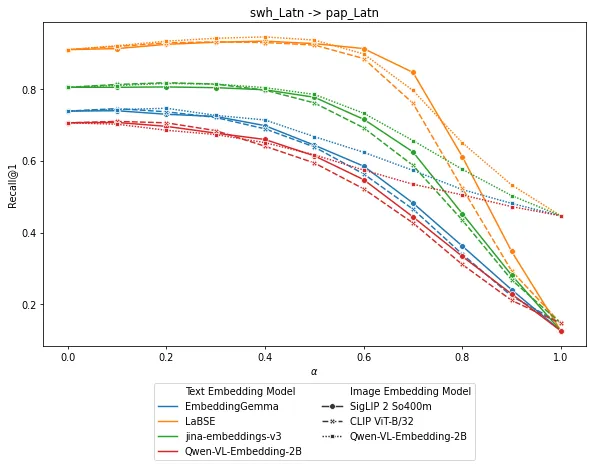 swh_Latn -> pap_Latn
Recall@1
0.8
0.6
0.4
0.2
0.0 0.2 0.4 0.6 0.8 1.0
α
Text Embedding Model Image Embedding Model
EmbeddingGemma SigLIP 2 So400m
LaBSE CLIP ViT-B/32
jina-embeddings-v3 Qwen-VL-Embedding-2B
Qwen-VL-Embedding-2B